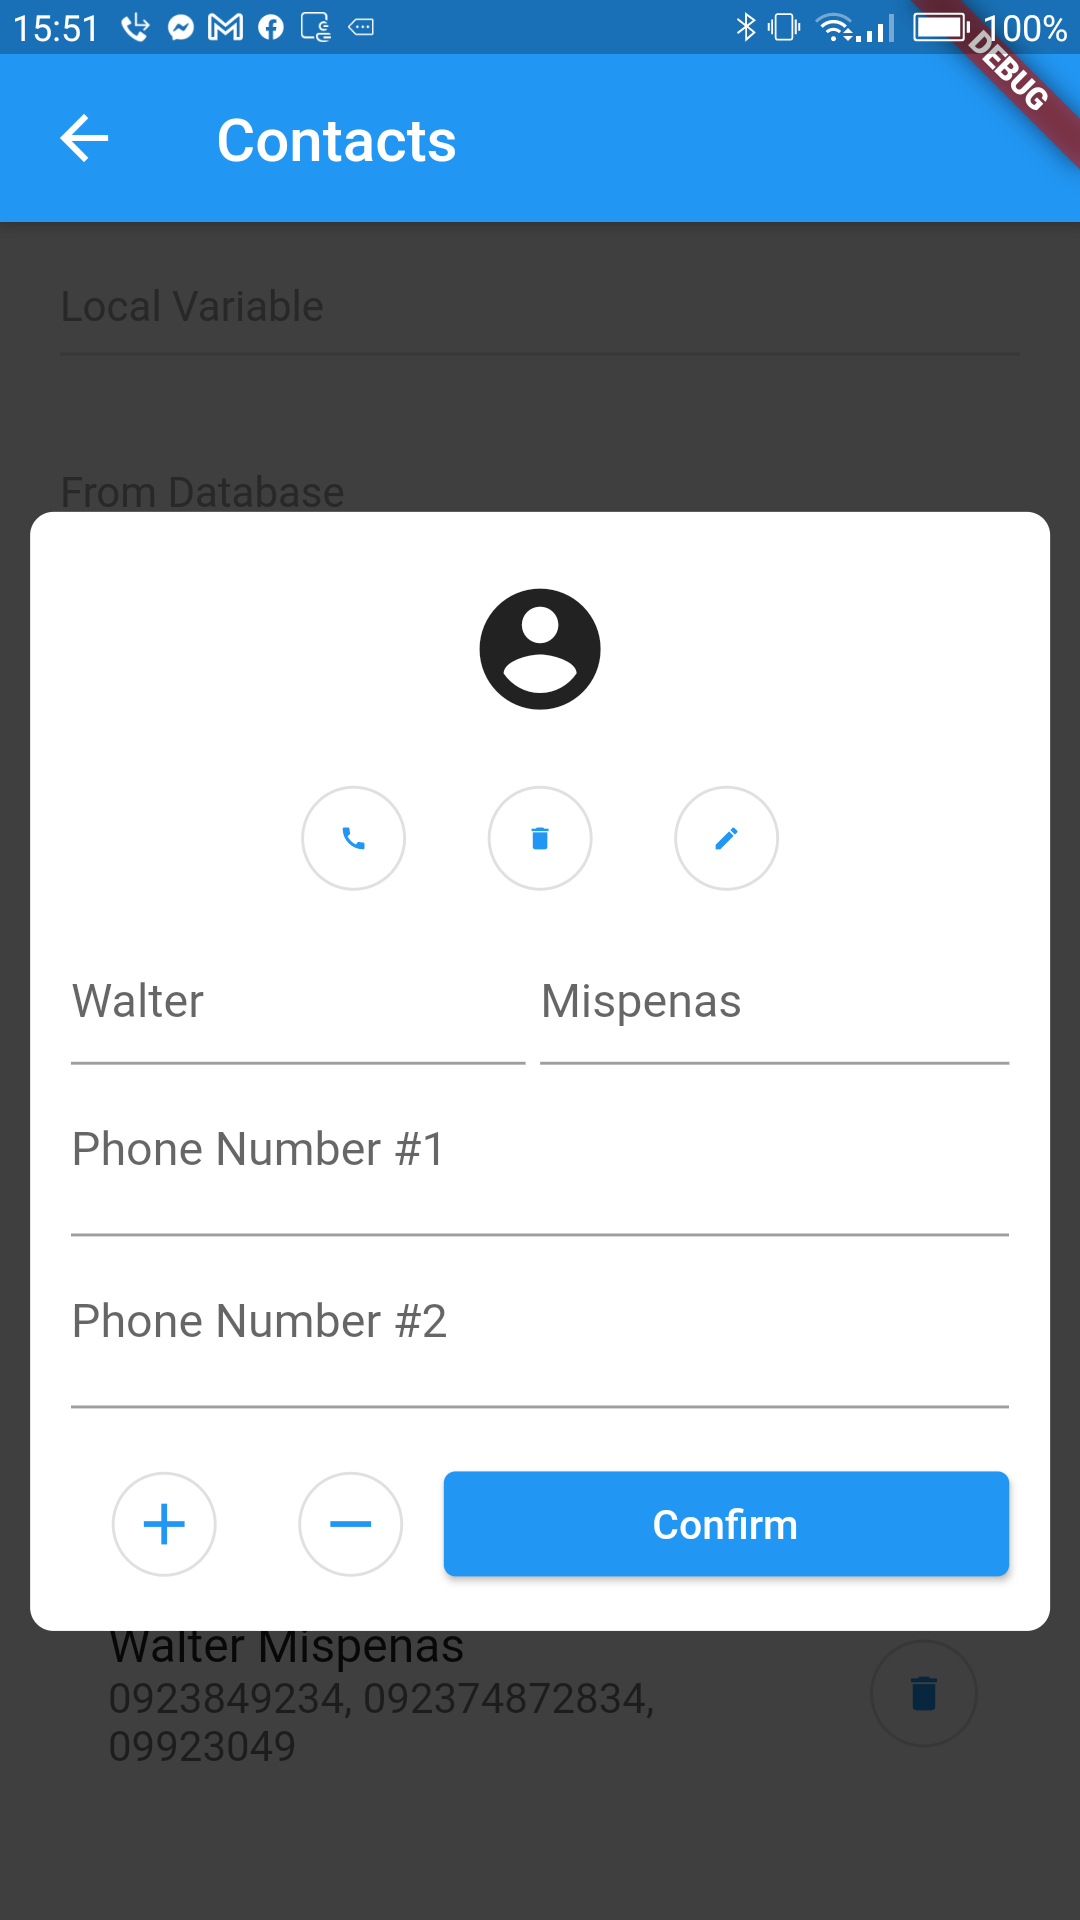 15:51 100%
DEBUG
Contacts
Local Variable
From Database
Walter Mispenas
Phone Number #1
Phone Number #2
Confirm
Walter Mispenas
0923849234, 092374872834,
09923049